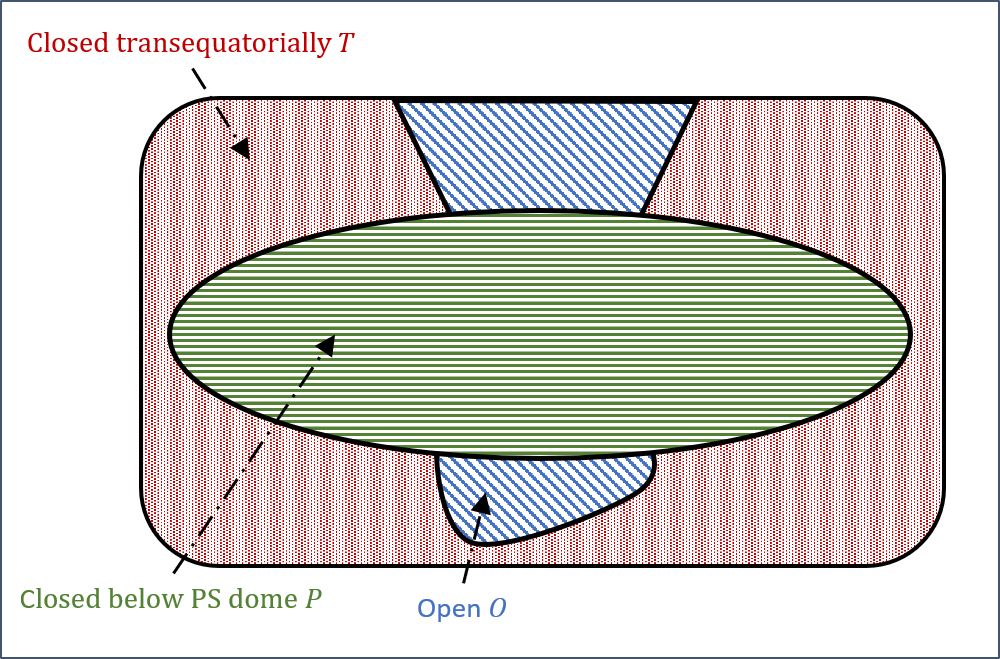 Closed transequatorially T
Closed below PS dome P
Open O